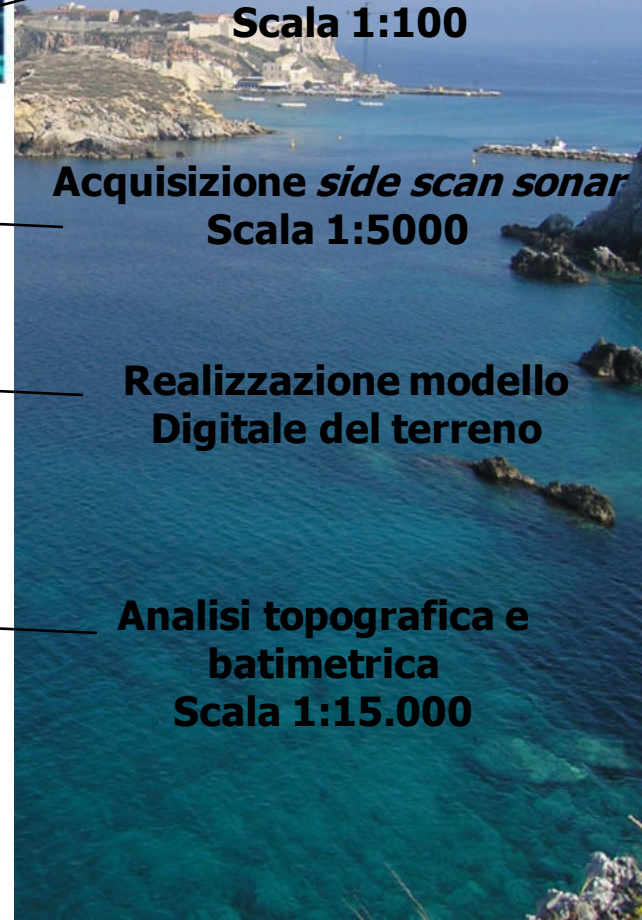 Scala 1:100
Acquisizione side scan sonar
Scala 1:5000
Realizzazione modello
Digitale del terreno
Analisi topografica e
batimetrica
Scala 1:15.000